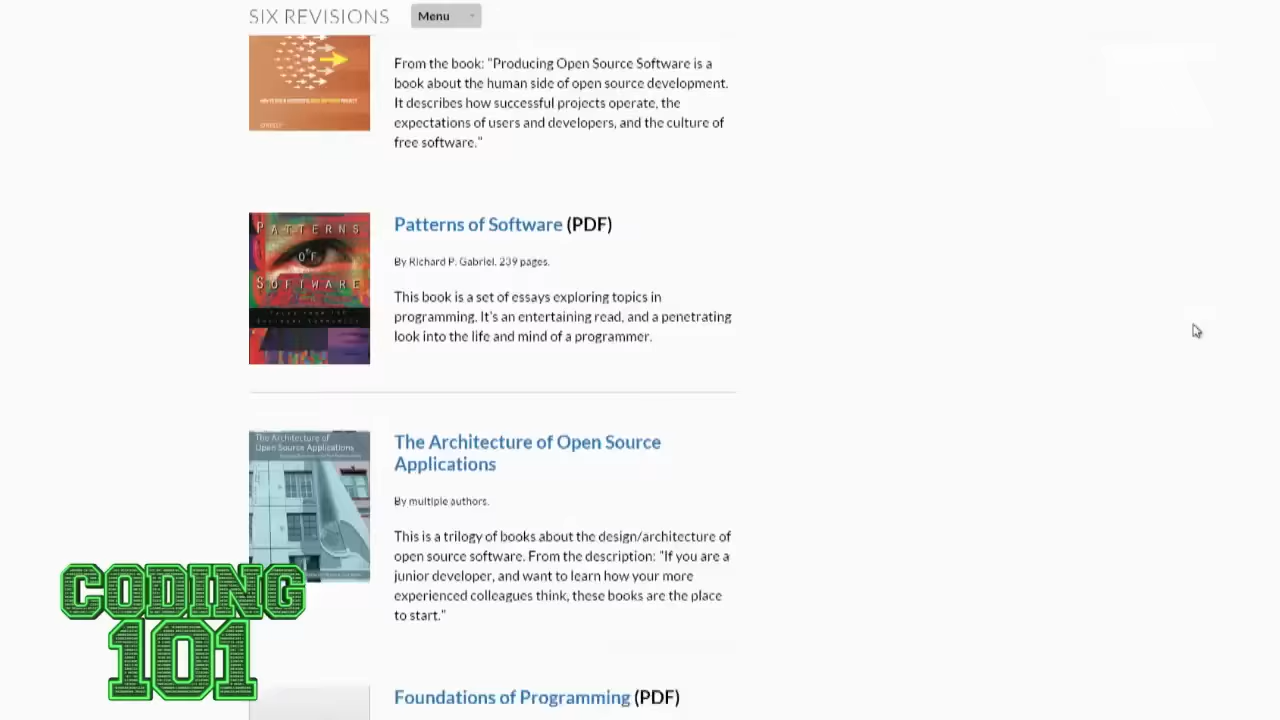 SIX REVISIONS
Menu
From the book: "Producing Open Source Software is a
book about the human side of open source development.
It describes how successful projects operate, the
expectations of users and developers, and the culture of
free software."
PATTERNS
OF
SOFTWARE
Patterns of Software (PDF)
By Richard P. Gabriel. 239 pages.
This book is a set of essays exploring topics in
programming. It's an entertaining read, and a penetrating
look into the life and mind of a programmer.
The Architecture of
Open Source Applications
The Architecture of Open Source
Applications
By multiple authors.
This is a trilogy of books about the design/architecture of
open source software. From the description: "If you are a
junior developer, and want to learn how your more
experienced colleagues think, these books are the place
to start."
CODING
101
Foundations of Programming (PDF)